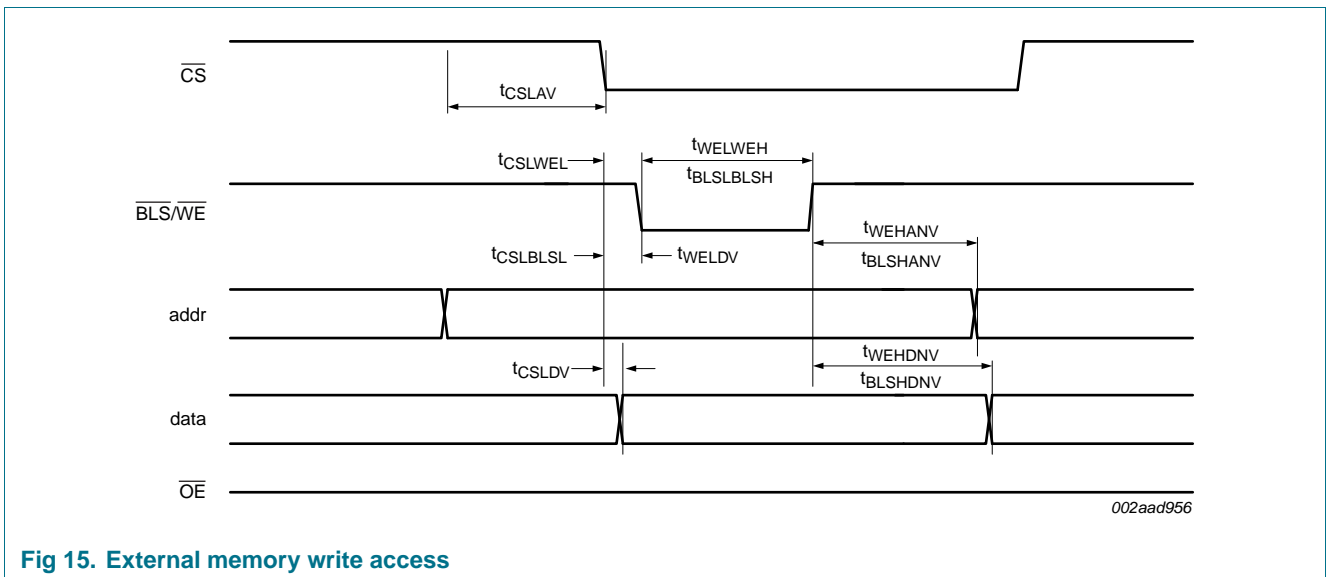 CS
tCSLAV
tCSLWEL
tWELWEH
tBLSLBLSH
BLS/WE
tCSLBLSL
tWELDV
tWEHANV
tBLSHANV
addr
tCSLDV
tWEHDNV
tBLSHDNV
data
OE
002aad956
Fig 15. External memory write access